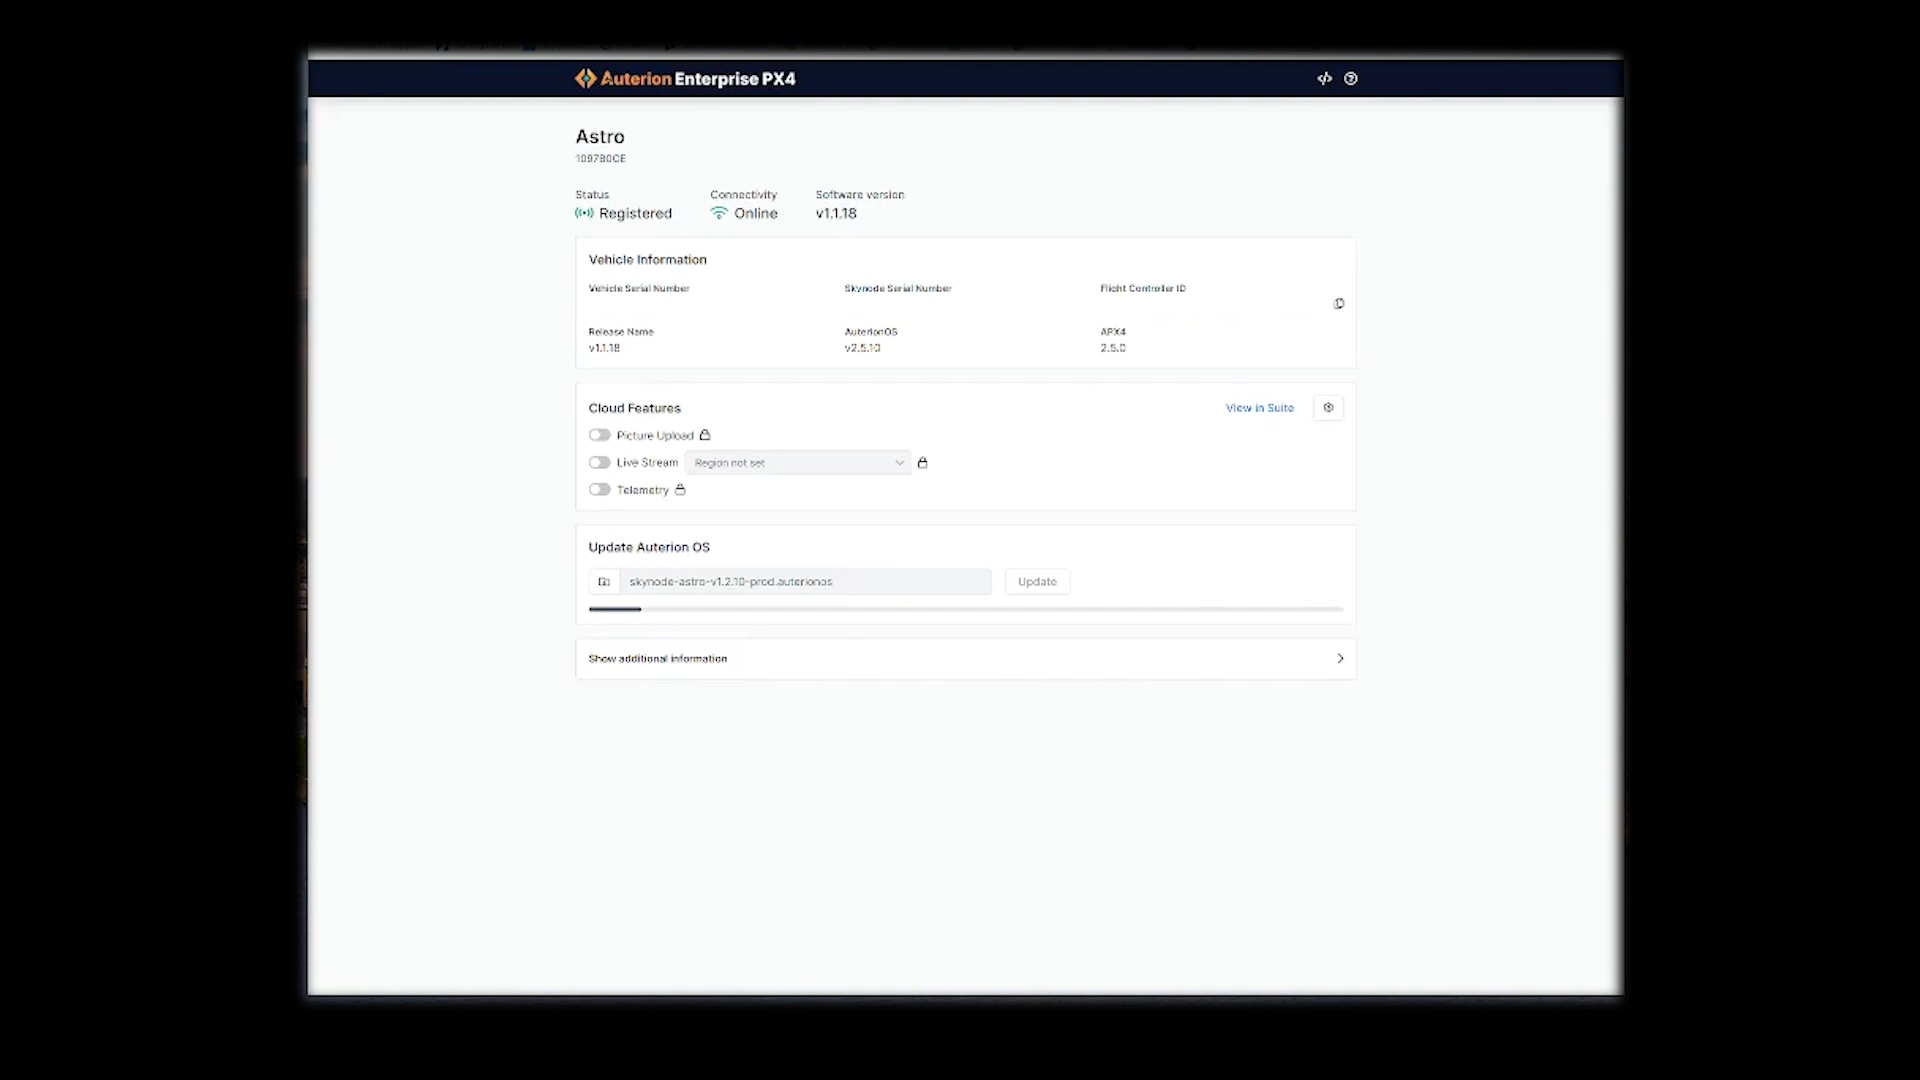 Auterion Enterprise PX4
Astro
1097B0CE
Status
Connectivity
Software version
Registered
Online
v1.1.18
Vehicle Information
Vehicle Serial Number
Skynode Serial Number
Flight Controller ID
Release Name
AuterionOS
APX4
v1.1.18
v2.5.10
2.5.0
Cloud Features
View in Suite
Picture Upload
Live Stream
Region not set
Telemetry
Update Auterion OS
skynode-astro-v1.2.10-prod.auterionos
Update
Show additional information